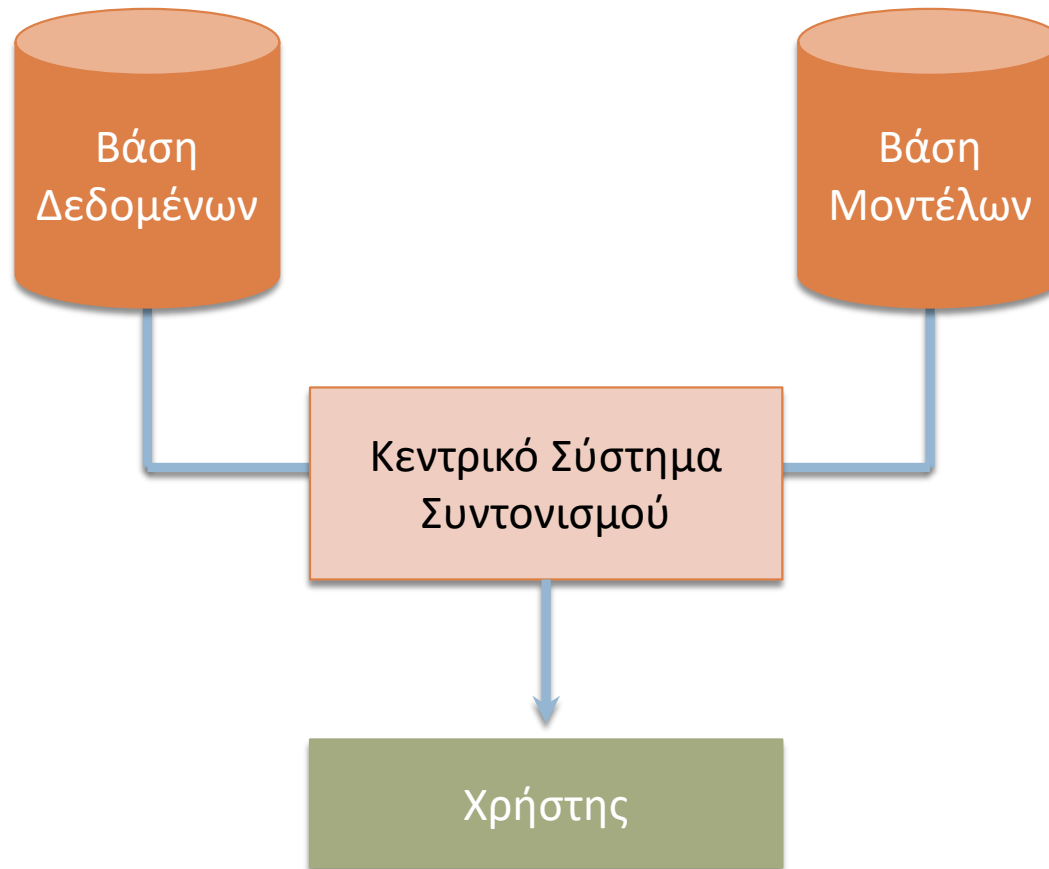 Βάση
Δεδομένων
Βάση
Μοντέλων
Κεντρικό Σύστημα
Συντονισμού
Χρήστης